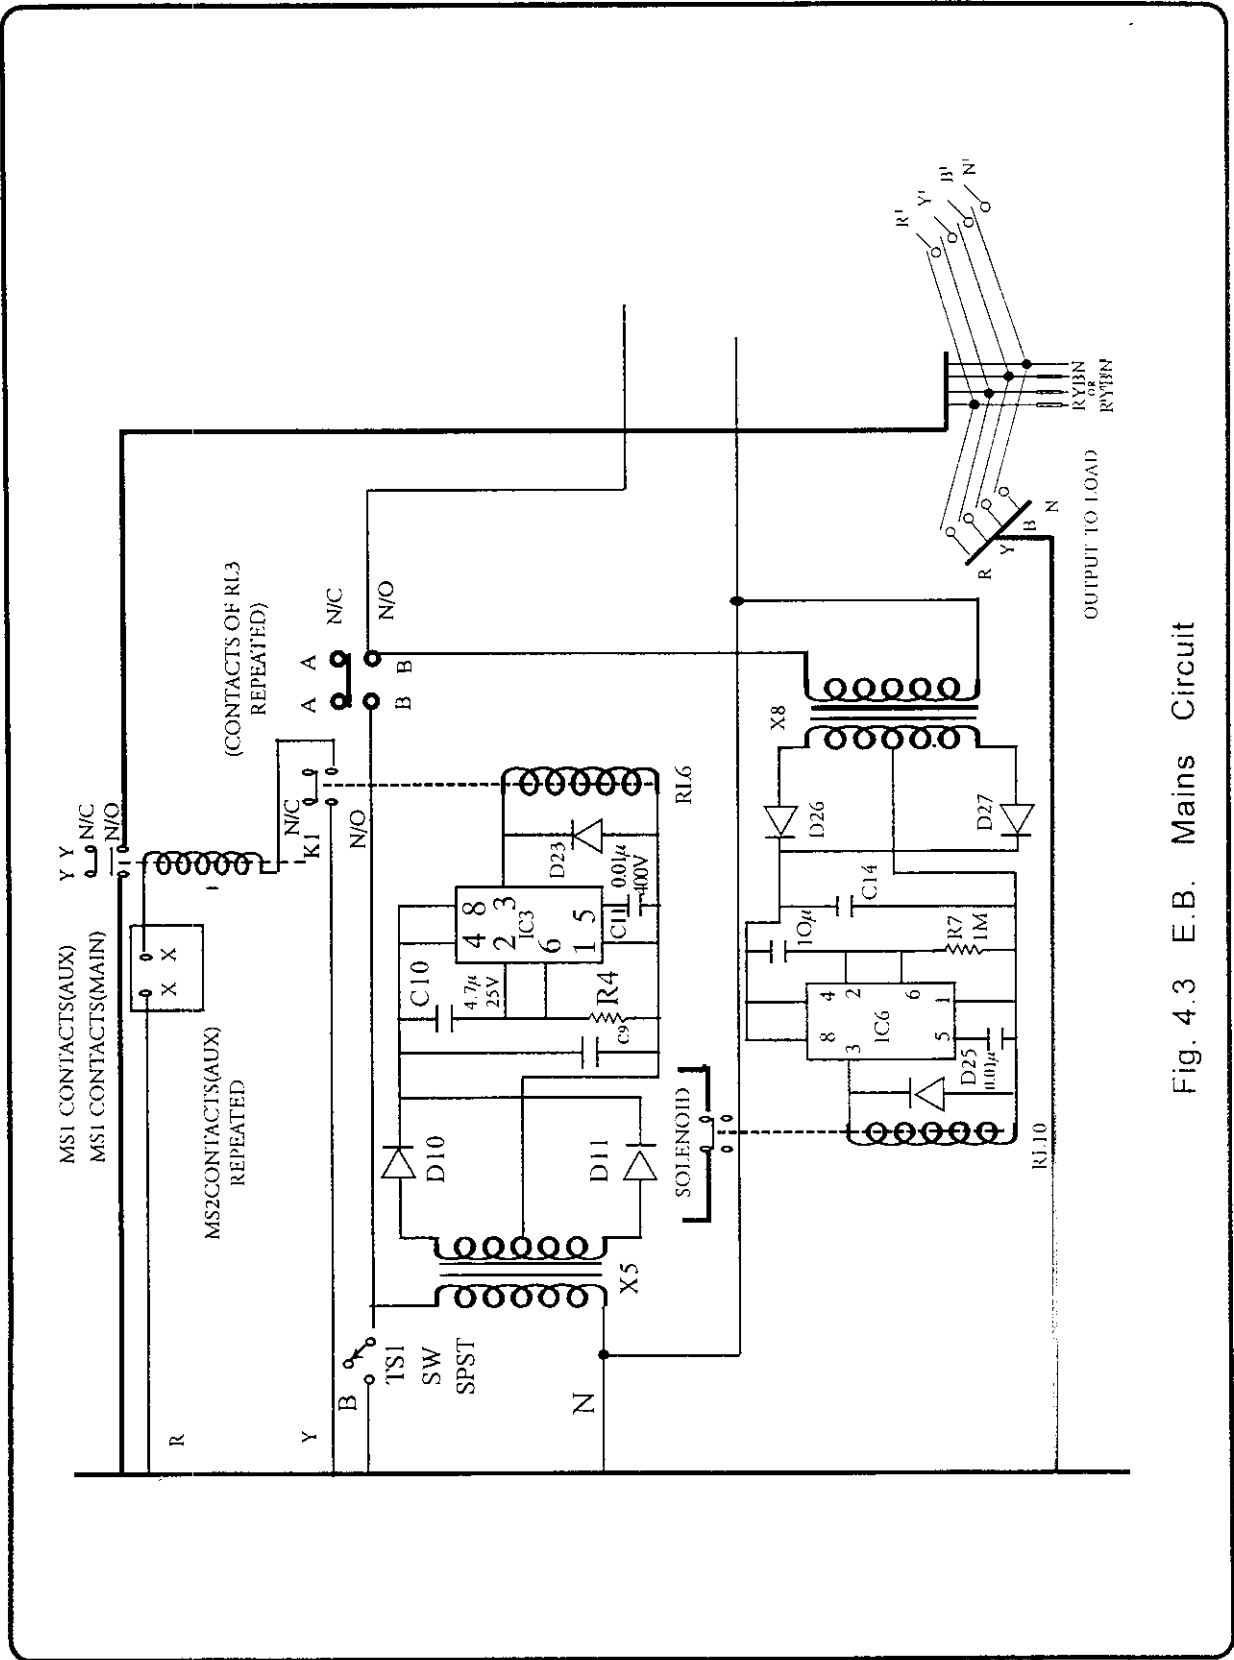 MS1 CONTACTS(AUX)
MS1 CONTACTS(MAIN)
Y Y
N/C
N/O
X X
MS2CONTACTS(AUX)
REPEATED
R
Y
N/C
K1
N/O
(CONTACTS OF RL3
REPEATED)
A A
N/C
N/O
B B
B
TS1
SW
SPST
N
X5
D10
D11
C10
4.7µ
25V
R4
C9
4 8
2 3
IC3
6
1 5
C11
0.01µ
400V
D23
RL6
SOLENOID
RL10
D25
0.01µ
8 4
3 2
IC6
6
5 1
10µ
C14
R7
1M
D26
D27
X8
R
Y
B
N
R'
Y'
B'
N'
RYBN
OR
R'Y'B'N'
OUTPUT TO LOAD
Fig. 4.3 E.B. Mains Circuit